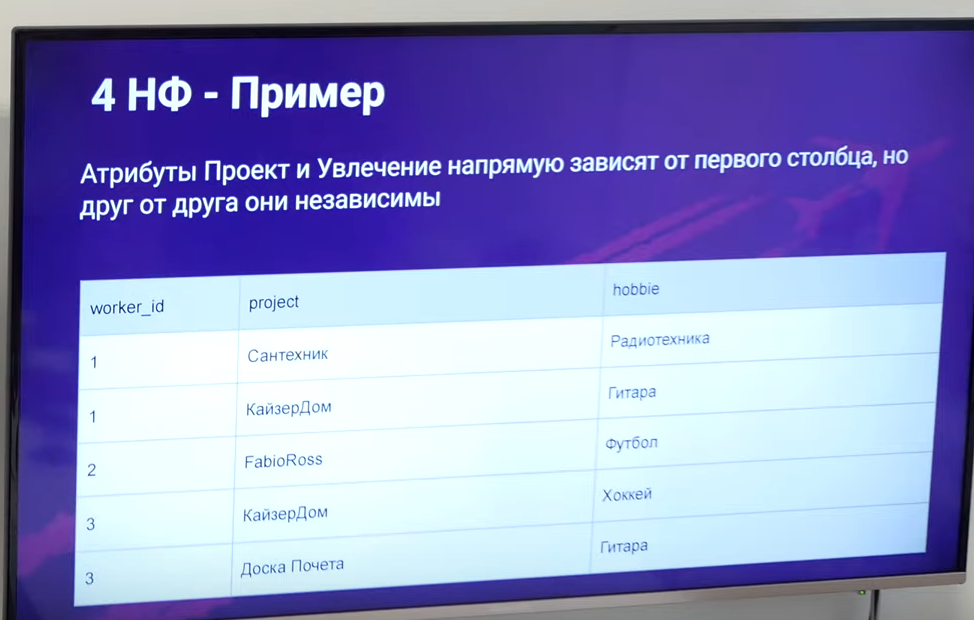 4 НФ - Пример
Атрибуты Проект и Увлечение напрямую зависят от первого столбца, но
друг от друга они независимы
worker_id project hobbie
1 Сантехник Радиотехника
1 КайзерДом Гитара
2 FabioRoss Футбол
3 КайзерДом Хоккей
3 Доска Почета Гитара